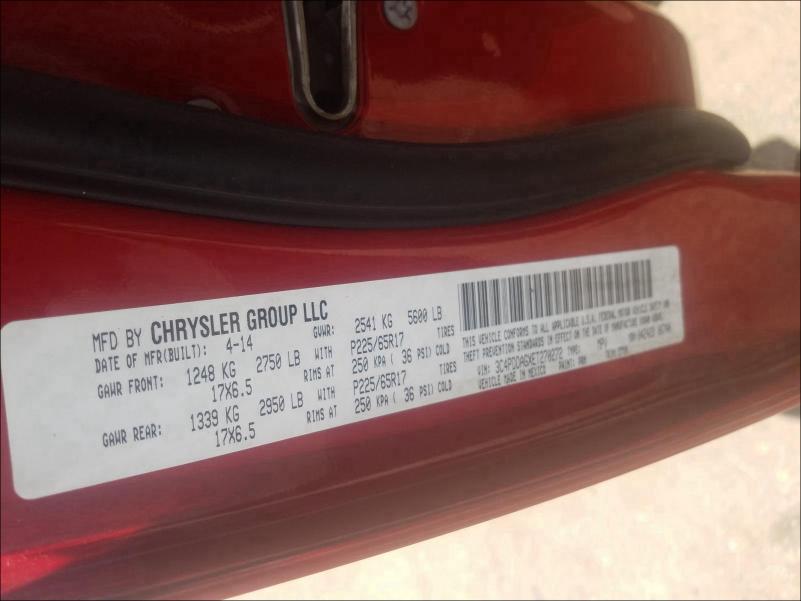 MFD BY CHRYSLER GROUP LLC
DATE OF MFR(BUILT): 4-14 GVWR: 2541 KG 5600 LB
GAWR FRONT: 1248 KG 2750 LB WITH P225/65R17 TIRES
17X6.5 RIMS AT 250 KPA ( 36 PSI) COLD
GAWR REAR: 1339 KG 2950 LB WITH P225/65R17 TIRES
17X6.5 RIMS AT 250 KPA ( 36 PSI) COLD
THIS VEHICLE CONFORMS TO ALL APPLICABLE U.S.A. FEDERAL MOTOR VEHICLE SAFETY AND
THEFT PREVENTION STANDARDS IN EFFECT ON THE DATE OF MANUFACTURE SHOWN ABOVE.
VIN: TYPE: MPV
VEHICLE MADE IN MEXICO PAINT: TRIM: